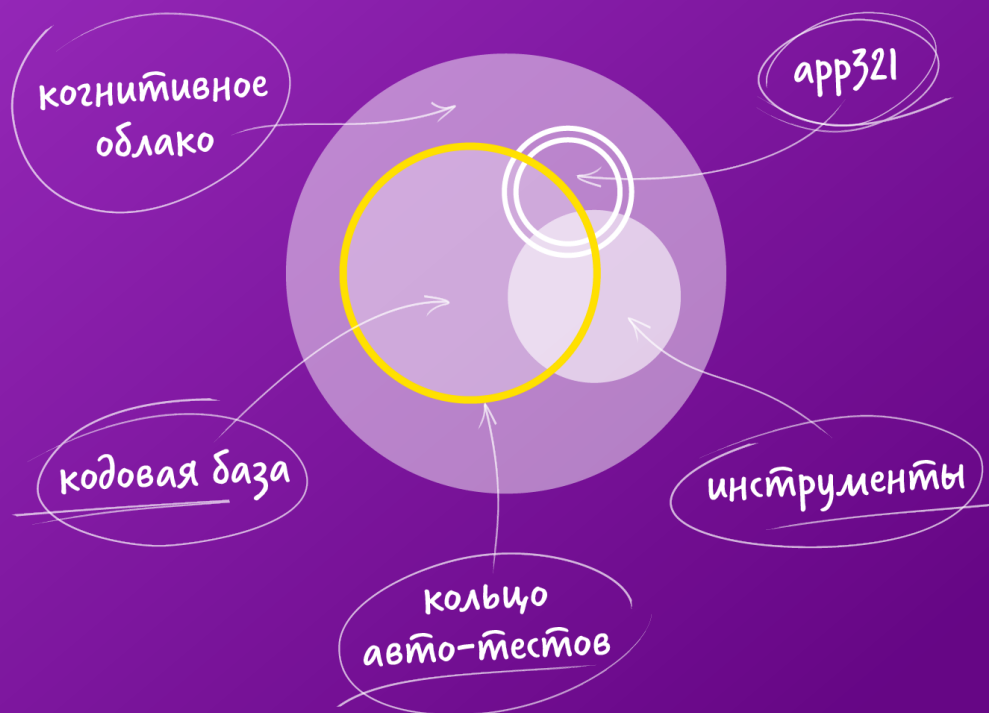 когнитивное
облако
app321
кодовая база
инструменты
кольцо
авто-тестов